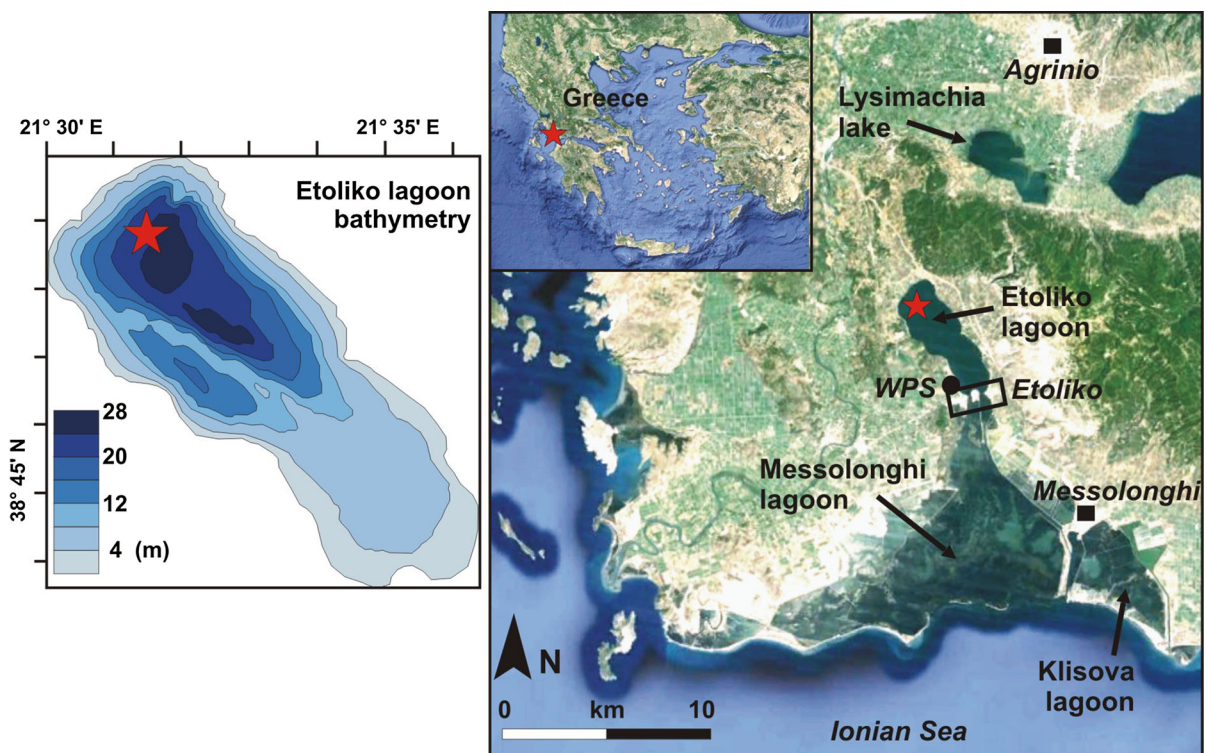 21° 30' E
21° 35' E
Etoliko lagoon
bathymetry
38° 45' N
28
20
12
4 (m)
Greece
Agrinio
Lysimachia
lake
Etoliko
lagoon
WPS
Etoliko
Messolonghi
lagoon
Messolonghi
Klisova
lagoon
N
0 km 10
Ionian Sea